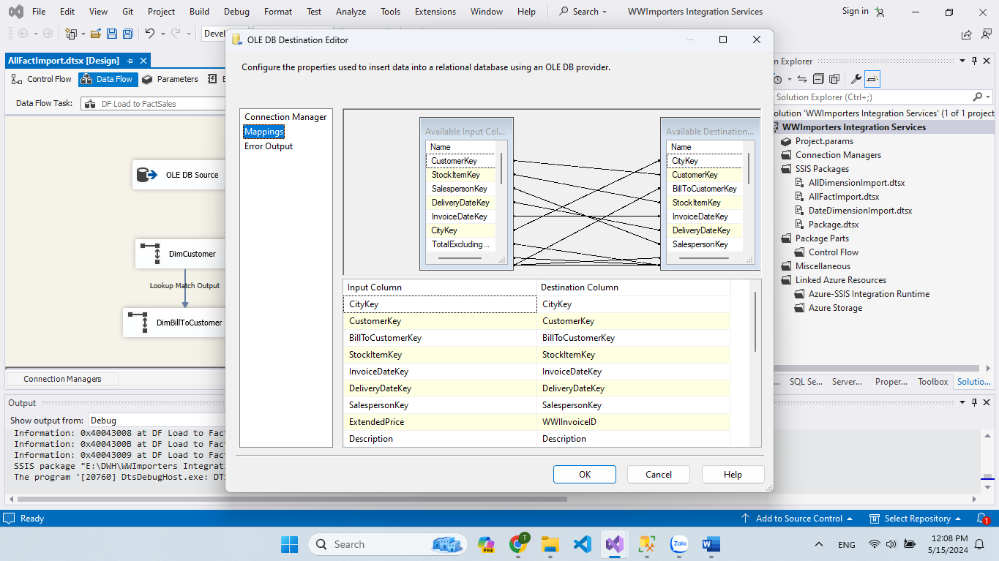 File Edit View Git Project Build Debug Format Test Analyze Tools Extensions Window Help Search WWImporters Integration Services Sign in
Devel
OLE DB Destination Editor
AllFactImport.dtsx [Design]
n Explorer
Configure the properties used to insert data into a relational database using an OLE DB provider.
Control Flow Data Flow Parameters E
Data Flow Task: DF Load to FactSales
Solution Explorer (Ctrl+;)
olution 'WWImporters Integration Services' (1 of 1 project
WWImporters Integration Services
Project.params
Connection Managers
SSIS Packages
AllDimensionImport.dtsx
AllFactImport.dtsx
DateDimensionImport.dtsx
Package.dtsx
Package Parts
Control Flow
Miscellaneous
Linked Azure Resources
Azure-SSIS Integration Runtime
Azure Storage
... SQL Se... Server... Proper... Toolbox Solutio...
OLE DB Source
DimCustomer
Lookup Match Output
DimBillToCustomer
Connection Managers
Connection Manager
Mappings
Error Output
Available Input Col...
Name
CustomerKey
StockItemKey
SalespersonKey
DeliveryDateKey
InvoiceDateKey
CityKey
TotalExcluding...
Available Destination...
Name
CityKey
CustomerKey
BillToCustomerKey
StockItemKey
InvoiceDateKey
DeliveryDateKey
SalespersonKey
Input Column Destination Column
CityKey CityKey
CustomerKey CustomerKey
BillToCustomerKey BillToCustomerKey
StockItemKey StockItemKey
InvoiceDateKey InvoiceDateKey
DeliveryDateKey DeliveryDateKey
SalespersonKey SalespersonKey
ExtendedPrice WWIInvoiceID
Description Description
OK Cancel Help
Output
Show output from: Debug
Information: 0x40043008 at DF Load to Fact
Information: 0x4004300B at DF Load to Fact
Information: 0x40043009 at DF Load to Fact
SSIS package "E:\DWH\WWImporters Integrati
The program '[20760] DtsDebugHost.exe: DTS
Ready Add to Source Control Select Repository 1
Search PRE T Zalo ENG 12:08 PM
5/15/2024